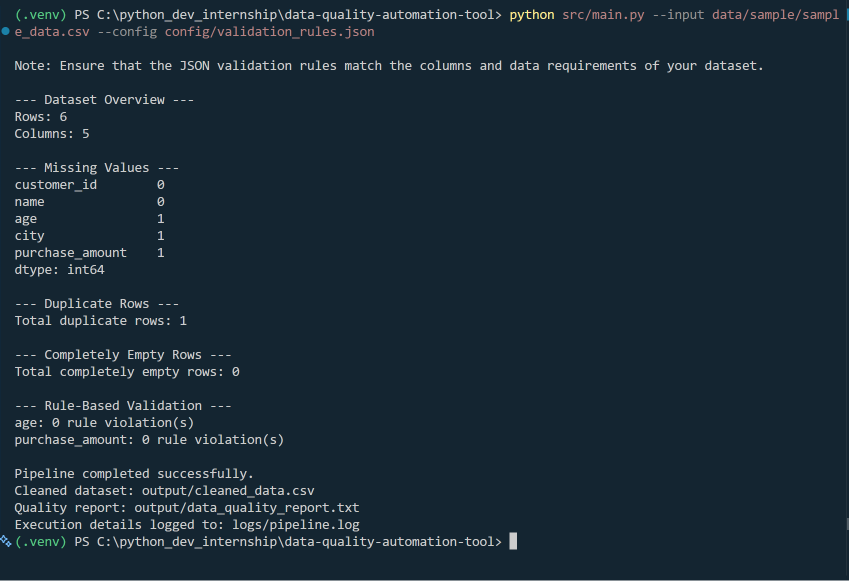 (.venv) PS C:\python_dev_internship\data-quality-automation-tool> python src/main.py --input data/sample/sampl
e_data.csv --config config/validation_rules.json
Note: Ensure that the JSON validation rules match the columns and data requirements of your dataset.
--- Dataset Overview ---
Rows: 6
Columns: 5
--- Missing Values ---
customer_id        0
name               0
age                1
city               1
purchase_amount    1
dtype: int64
--- Duplicate Rows ---
Total duplicate rows: 1
--- Completely Empty Rows ---
Total completely empty rows: 0
--- Rule-Based Validation ---
age: 0 rule violation(s)
purchase_amount: 0 rule violation(s)
Pipeline completed successfully.
Cleaned dataset: output/cleaned_data.csv
Quality report: output/data_quality_report.txt
Execution details logged to: logs/pipeline.log
(.venv) PS C:\python_dev_internship\data-quality-automation-tool>